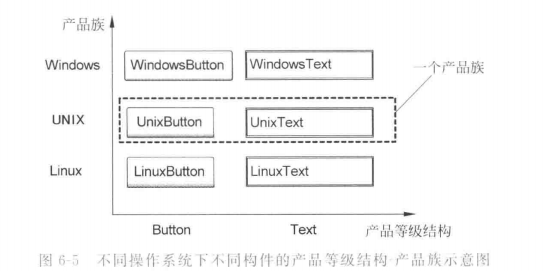 产品族
Windows
WindowsButton
WindowsText
一个产品族
UNIX
UnixButton
UnixText
Linux
LinuxButton
LinuxText
Button
Text
产品等级结构
图 6-5 不同操作系统下不同构件的产品等级结构-产品族示意图